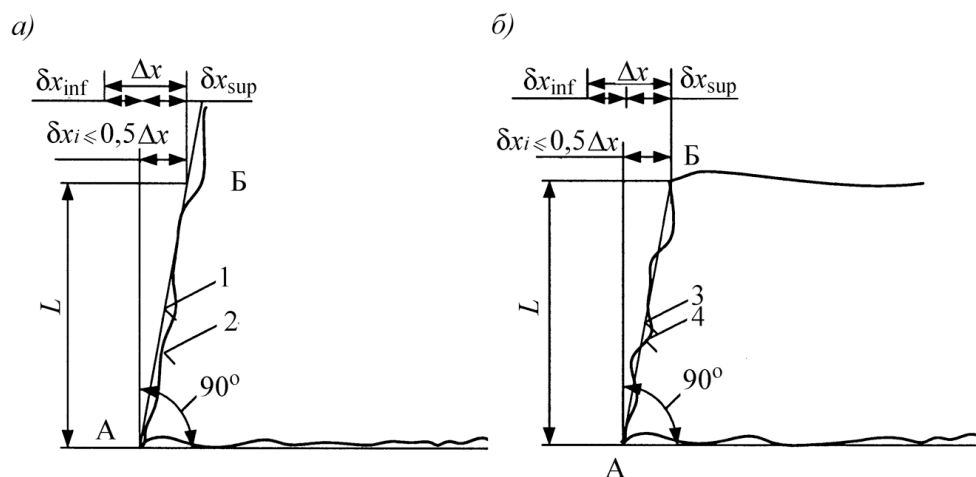 а)
Δx
δx_inf δx_sup
δx_i ≤ 0,5Δx
Б
L
1
2
90°
А
б)
Δx
δx_inf δx_sup
δx_i ≤ 0,5Δx
Б
L
3
4
90°
А